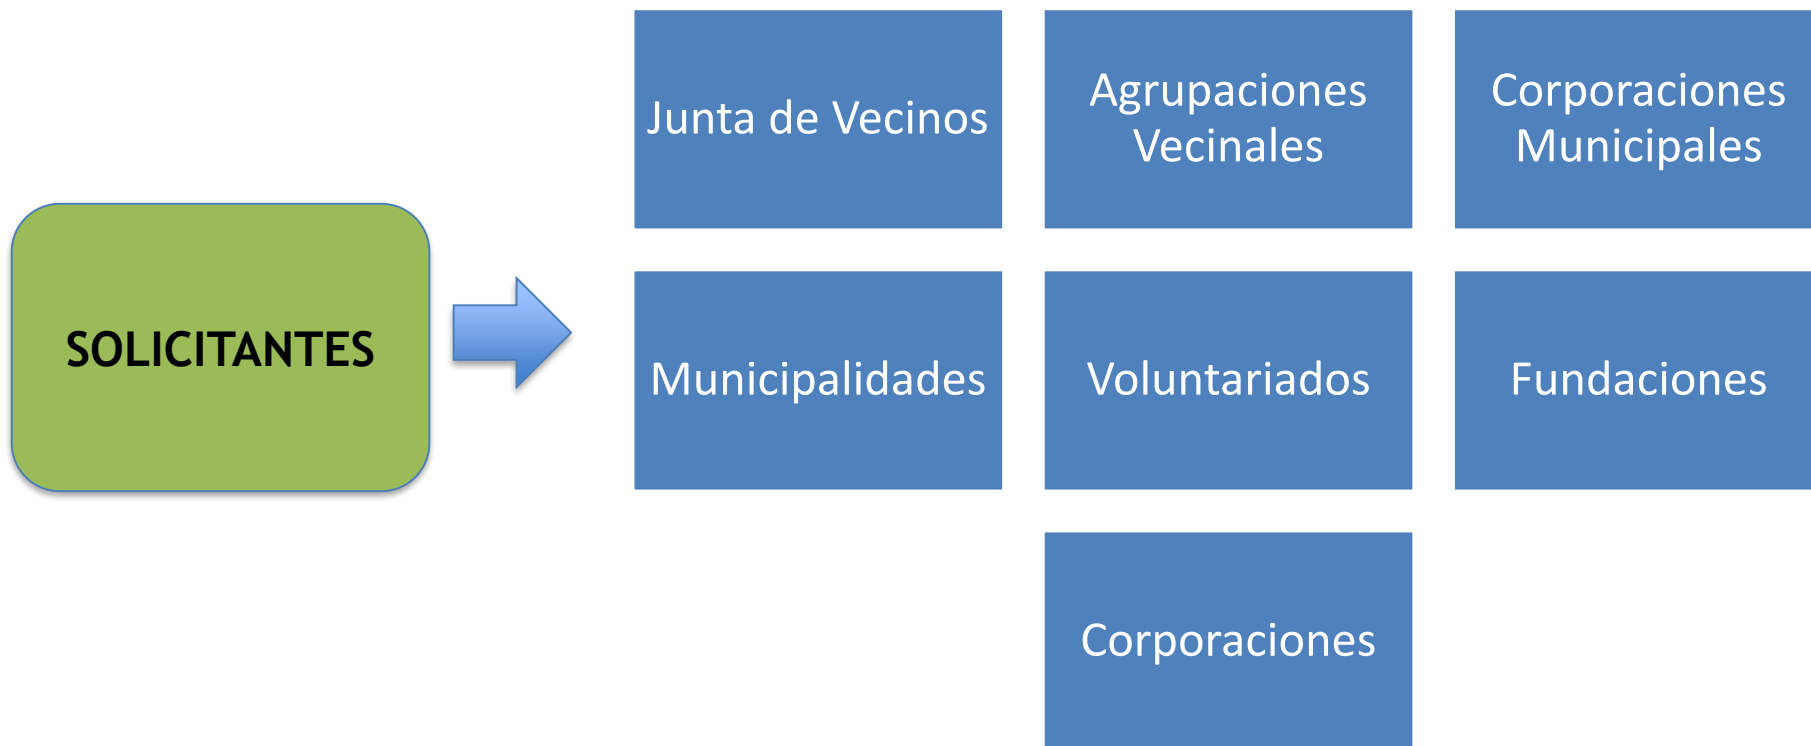 SOLICITANTES
Junta de Vecinos
Agrupaciones
Vecinales
Corporaciones
Municipales
Municipalidades
Voluntariados
Fundaciones
Corporaciones